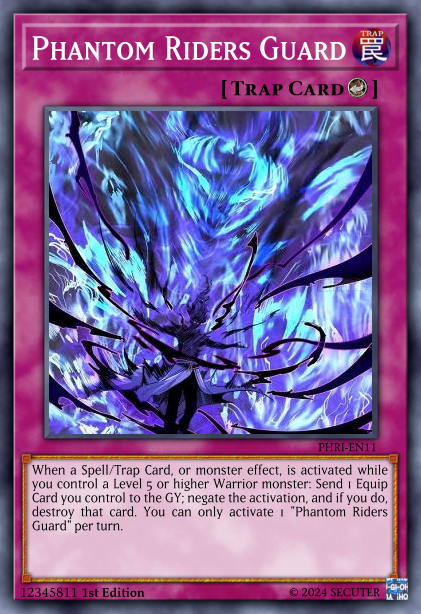 PHANTOM RIDERS GUARD
TRAP
罠
[TRAP CARD]
PHRI-EN11
When a Spell/Trap Card, or monster effect, is activated while
you control a Level 5 or higher Warrior monster: Send 1 Equip
Card you control to the GY; negate the activation, and if you do,
destroy that card. You can only activate 1 "Phantom Riders
Guard" per turn.
12345811 1st Edition
© 2024 SECUTER